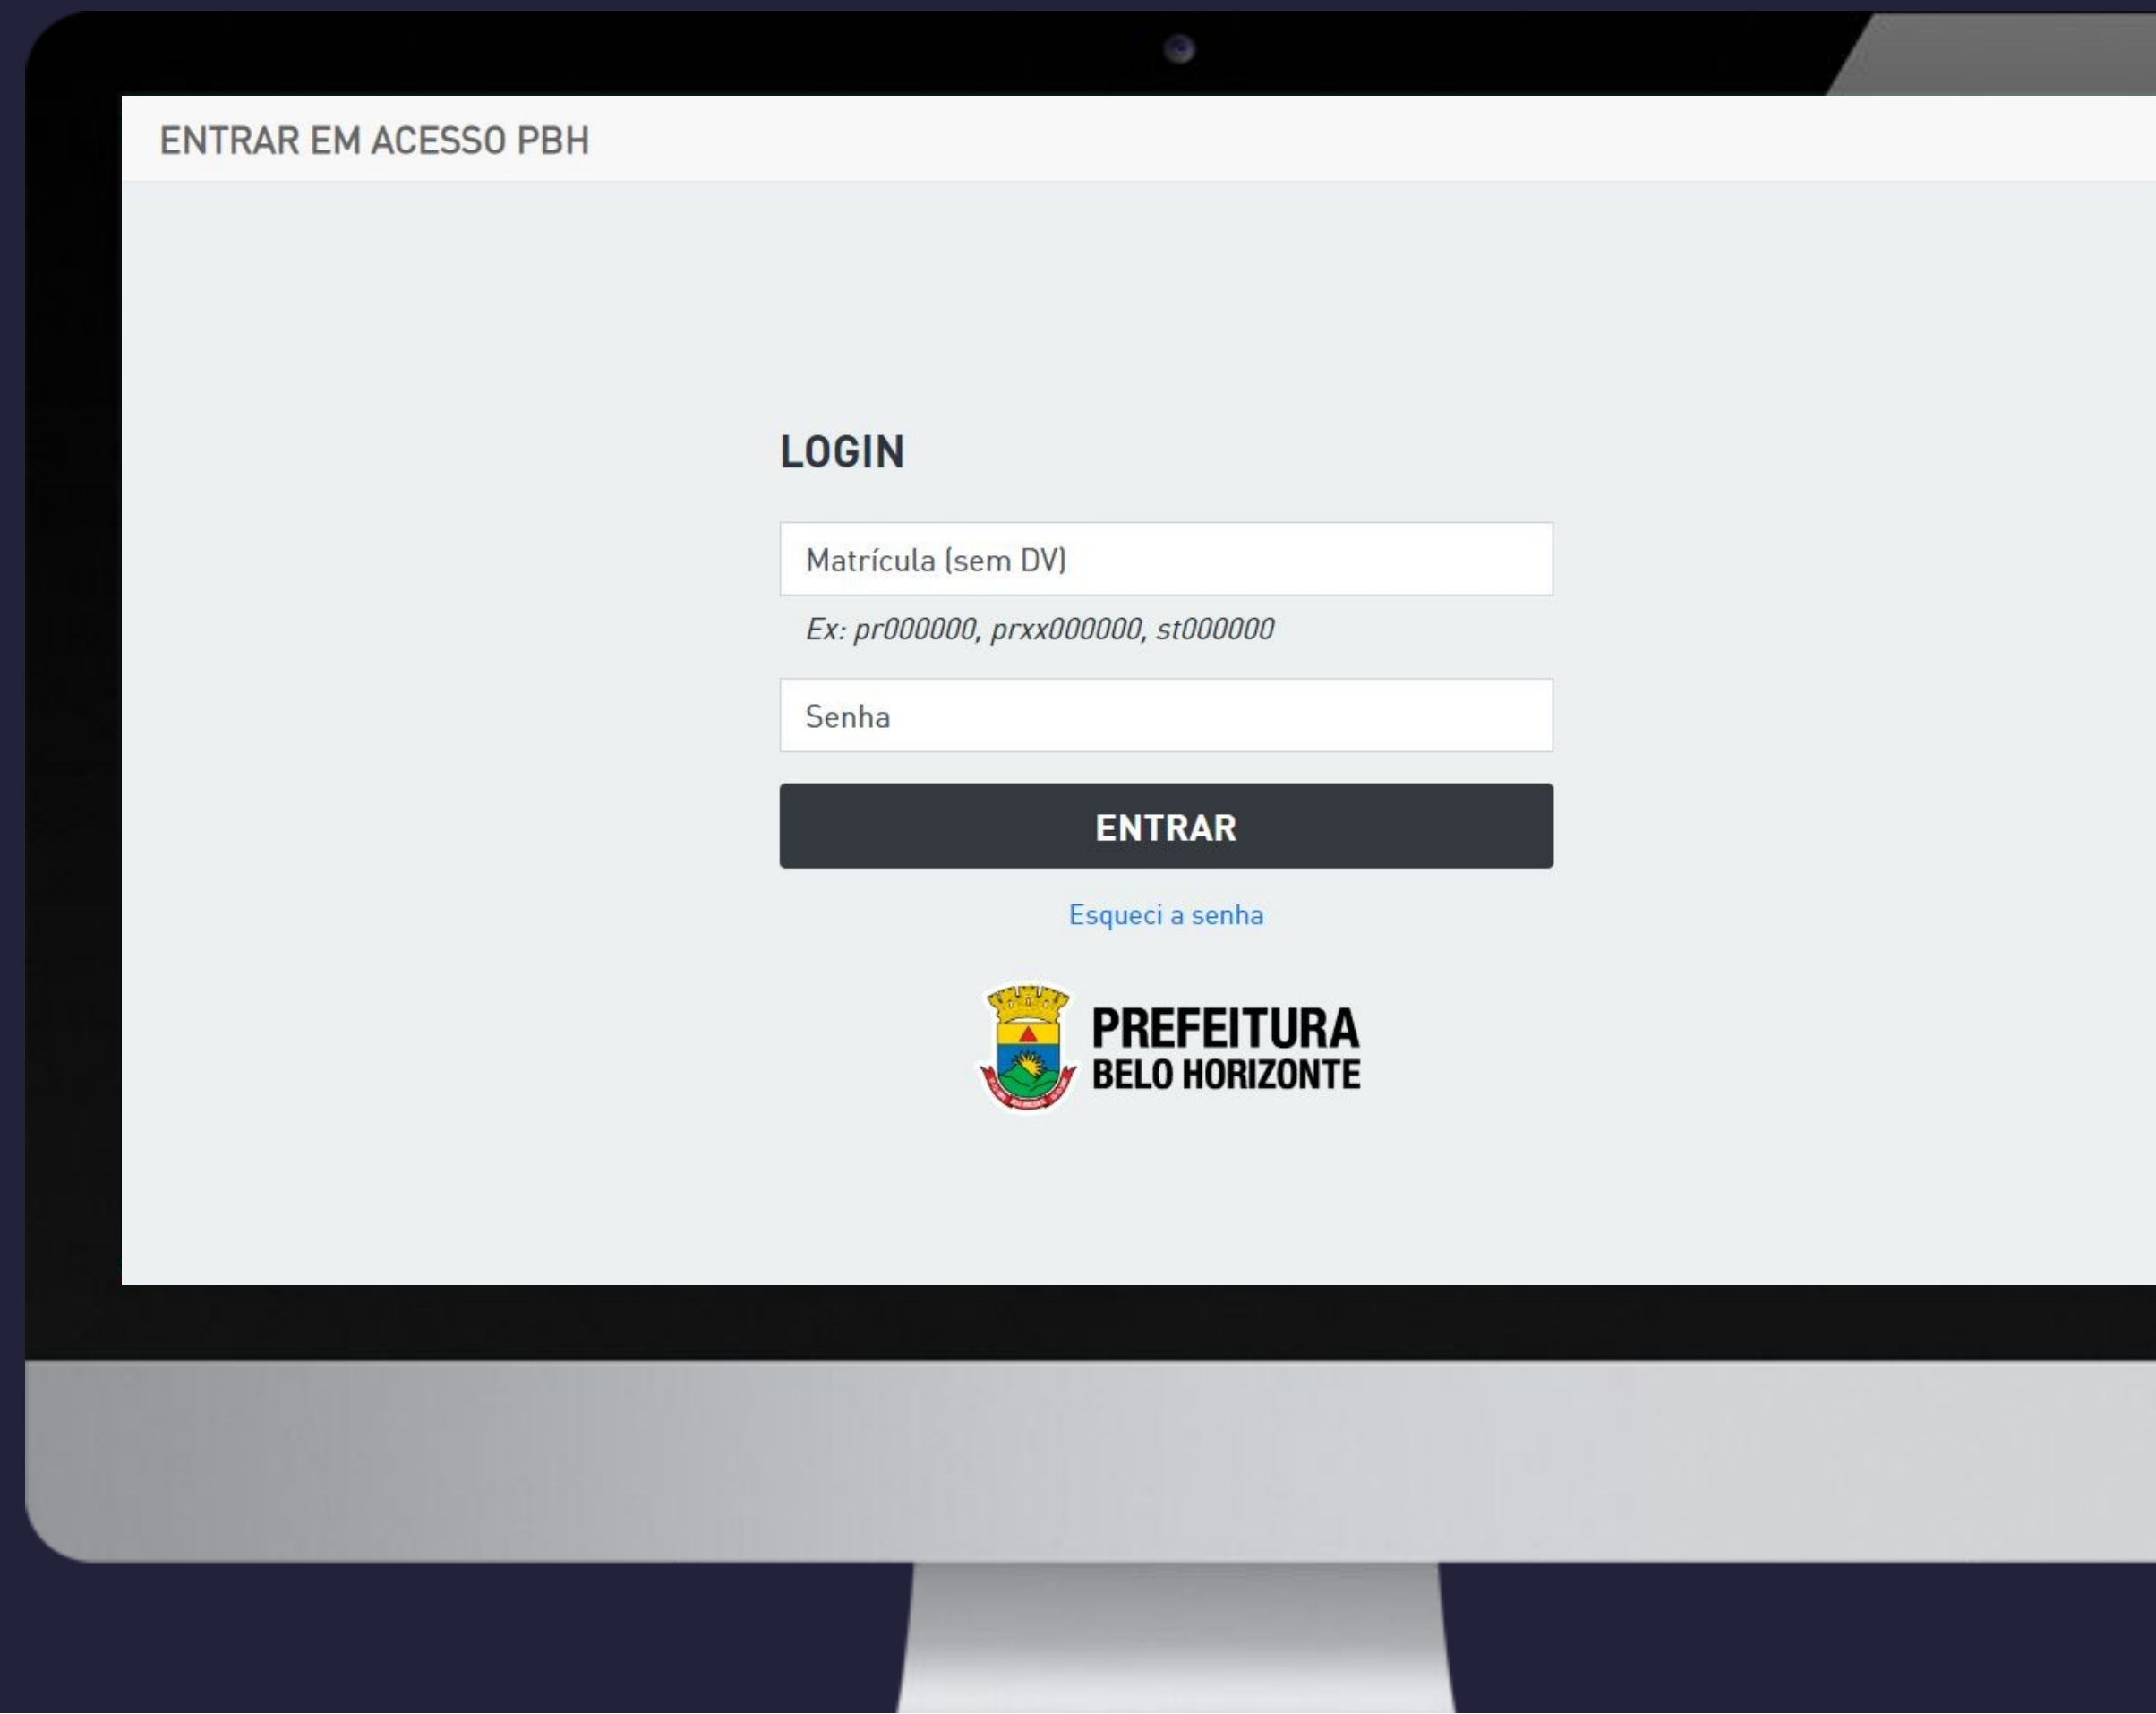 ENTRAR EM ACESSO PBH
LOGIN
Matrícula (sem DV)
Ex: pr000000, prxx000000, st000000
Senha
ENTRAR
Esqueci a senha
PREFEITURA
BELO HORIZONTE